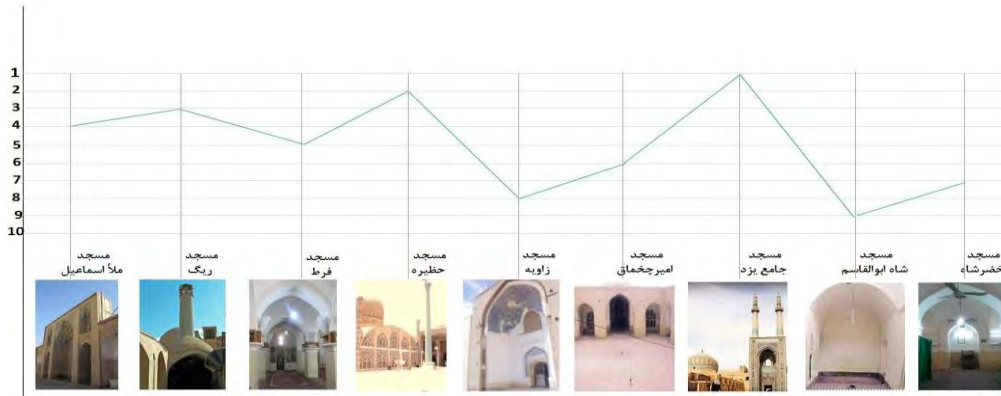 1
2
3
4
5
6
7
8
9
10
مسجد
ملأ اسماعیل
مسجد
ریگ
مسجد
فرط
مسجد
حظیره
مسجد
زاویه
مسجد
امیرچخماق
مسجد
جامع یزد
مسجد
شاه ابوالقاسم
مسجد
خضرشاه